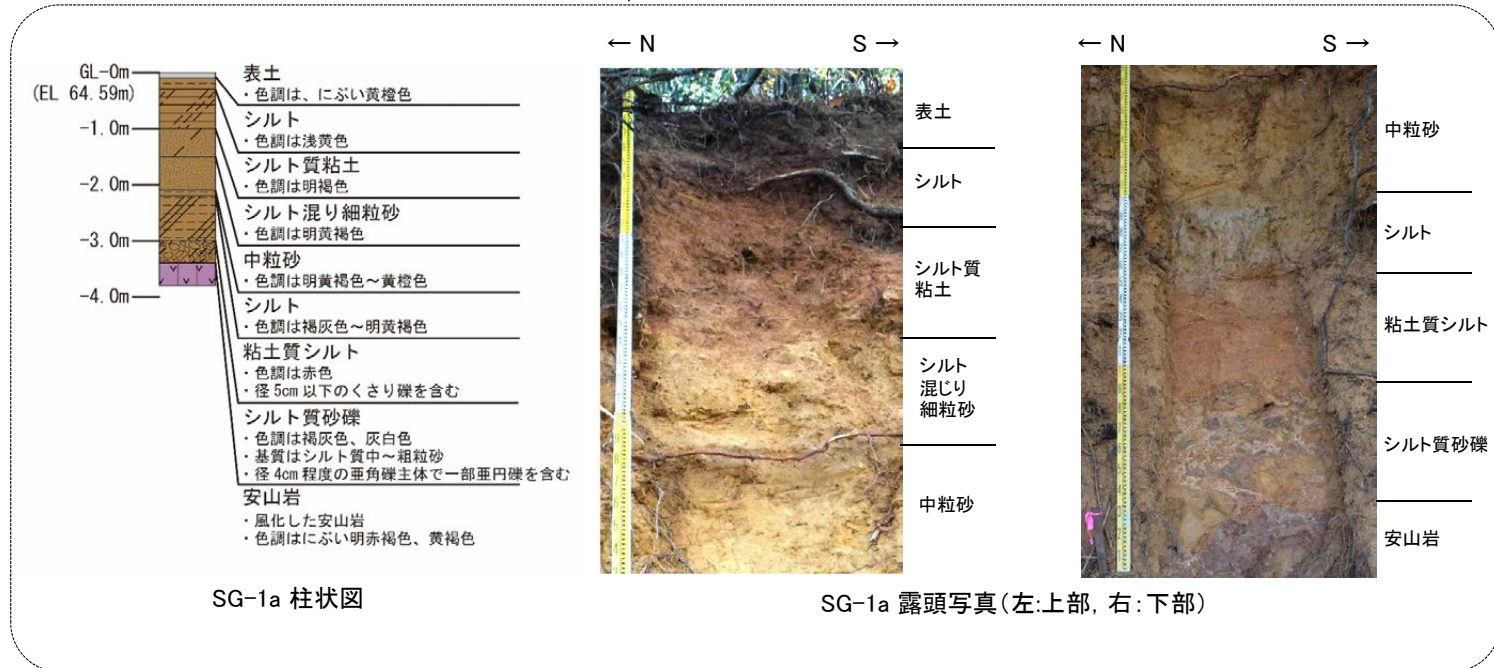 GL-0m
(EL 64.59m)
-1.0m
-2.0m
-3.0m
-4.0m
表土
・色調は、にぶい黄橙色
シルト
・色調は浅黄色
シルト質粘土
・色調は明褐色
シルト混り細粒砂
・色調は明黄褐色
中粒砂
・色調は明黄褐色～黄橙色
シルト
・色調は褐灰色～明黄褐色
粘土質シルト
・色調は赤色
・径5cm以下のくさり礫を含む
シルト質砂礫
・色調は褐灰色、灰白色
・基質はシルト質中～粗粒砂
・径4cm程度の亜角礫主体で一部亜円礫を含む
安山岩
・風化した安山岩
・色調はにぶい明赤褐色、黄褐色
SG-1a 柱状図
← N S →
表土
シルト
シルト質
粘土
シルト
混じり
細粒砂
中粒砂
← N S →
中粒砂
シルト
粘土質シルト
シルト質砂礫
安山岩
SG-1a 露頭写真(左:上部, 右:下部)